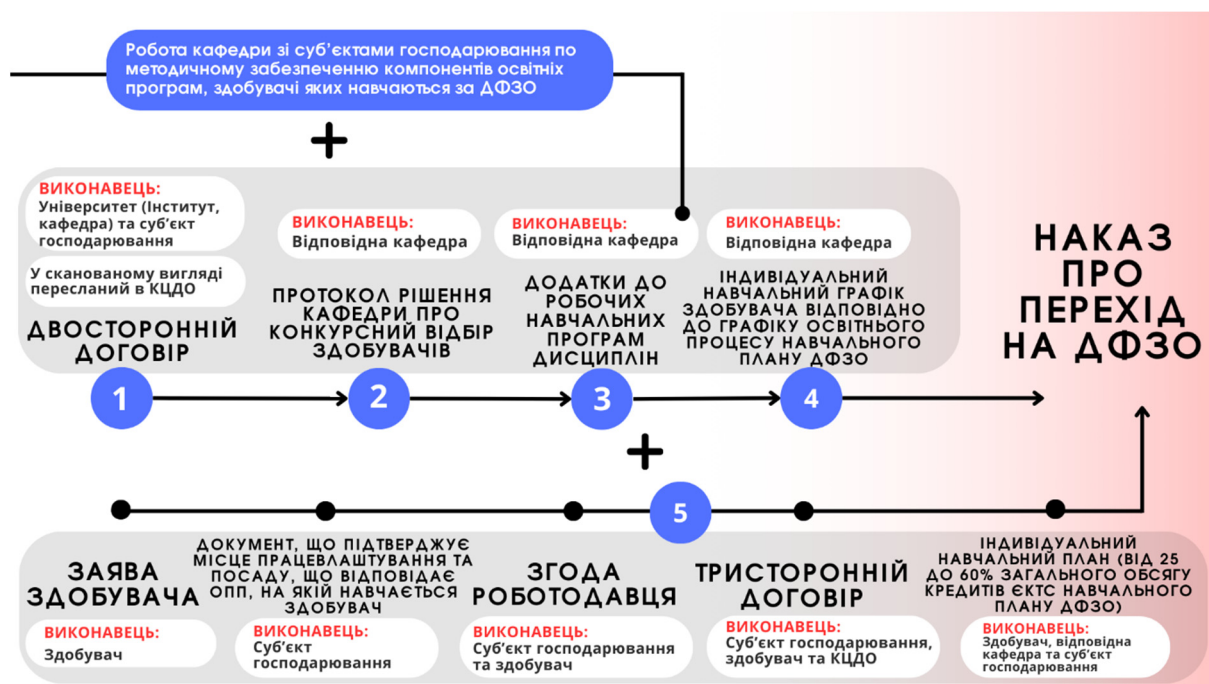 Робота кафедри зі суб’єктами господарювання по
методичному забезпеченню компонентів освітніх
програм, здобувачі яких навчаються за ДФЗО
+
ВИКОНАВЕЦЬ:
Університет (Інститут,
кафедра) та суб’єкт
господарювання
У сканованому вигляді
пересланий в КЦДО
ДВОСТОРОННІЙ
ДОГОВІР
1
ВИКОНАВЕЦЬ:
Відповідна кафедра
ПРОТОКОЛ РІШЕННЯ
КАФЕДРИ ПРО
КОНКУРСНИЙ ВІДБІР
ЗДОБУВАЧІВ
2
ВИКОНАВЕЦЬ:
Відповідна кафедра
ДОДАТКИ ДО
РОБОЧИХ
НАВЧАЛЬНИХ
ПРОГРАМ
ДИСЦИПЛІН
3
ВИКОНАВЕЦЬ:
Відповідна кафедра
ІНДИВІДУАЛЬНИЙ
НАВЧАЛЬНИЙ ГРАФІК
ЗДОБУВАЧА ВІДПОВІДНО
ДО ГРАФІКУ ОСВІТНЬОГО
ПРОЦЕСУ НАВЧАЛЬНОГО
ПЛАНУ ДФЗО
4
НАКАЗ
ПРО
ПЕРЕХІД
НА ДФЗО
+
5
ЗАЯВА
ЗДОБУВАЧА
ВИКОНАВЕЦЬ:
Здобувач
ДОКУМЕНТ, ЩО ПІДТВЕРДЖУЄ
МІСЦЕ ПРАЦЕВЛАШТУВАННЯ ТА
ПОСАДУ, ЩО ВІДПОВІДАЄ
ОПП, НА ЯКІЙ НАВЧАЄТЬСЯ
ЗДОБУВАЧ
ВИКОНАВЕЦЬ:
Суб’єкт
господарювання
ЗГОДА
РОБОТОДАВЦЯ
ВИКОНАВЕЦЬ:
Суб’єкт господарювання
та здобувач
ТРИСТОРОННІЙ
ДОГОВІР
ВИКОНАВЕЦЬ:
Суб’єкт господарювання,
здобувач та КЦДО
ІНДИВІДУАЛЬНИЙ
НАВЧАЛЬНИЙ ПЛАН (ВІД 25
ДО 60% ЗАГАЛЬНОГО ОБСЯГУ
КРЕДИТІВ ЄКТС НАВЧАЛЬНОГО
ПЛАНУ ДФЗО)
ВИКОНАВЕЦЬ:
Здобувач, відповідна
кафедра та суб’єкт
господарювання